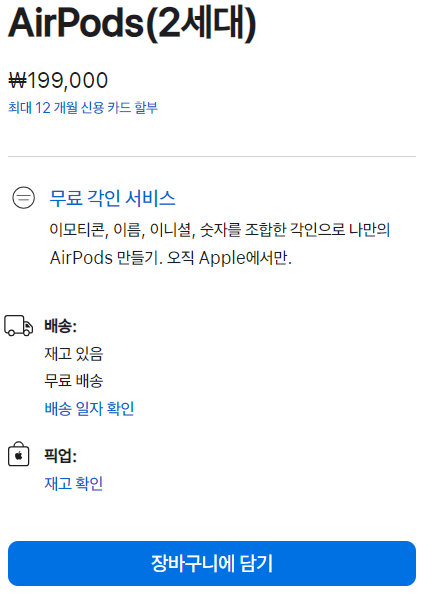 AirPods(2세대)
₩199,000
최대 12 개월 신용 카드 할부
무료 각인 서비스
이모티콘, 이름, 이니셜, 숫자를 조합한 각인으로 나만의
AirPods 만들기. 오직 Apple에서만.
배송:
재고 있음
무료 배송
배송 일자 확인
픽업:
재고 확인
장바구니에 담기